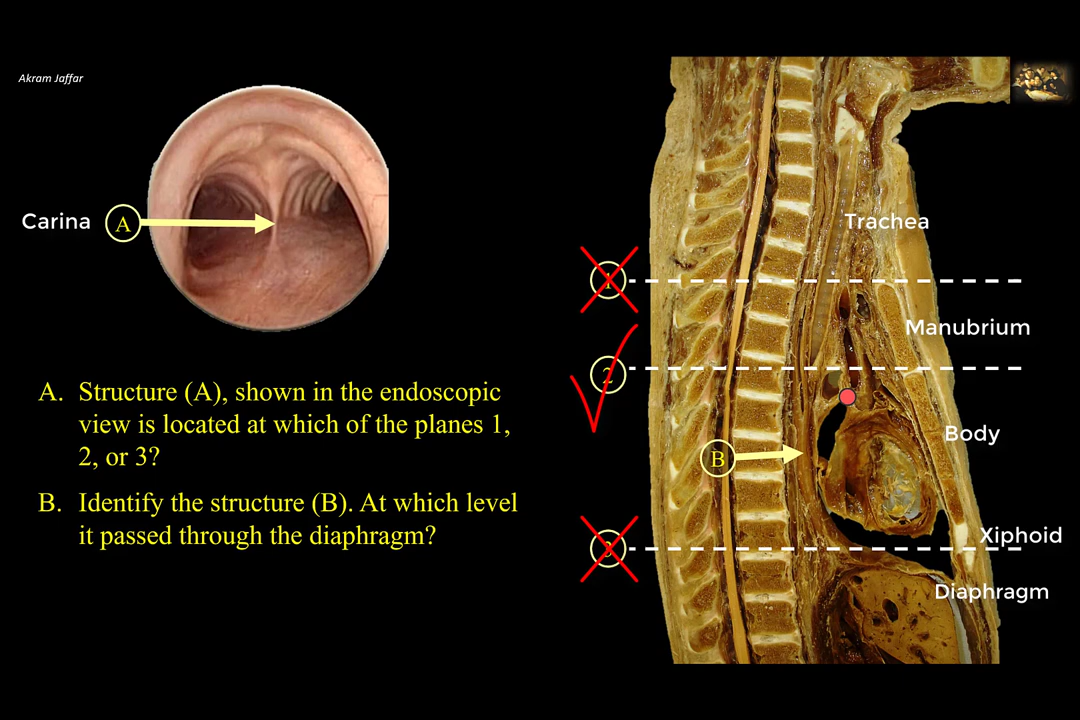 Akram Jaffar
Carina
A
A. Structure (A), shown in the endoscopic
view is located at which of the planes 1,
2, or 3?
B. Identify the structure (B). At which level
it passed through the diaphragm?
Trachea
1
Manubrium
2
Body
B
Xiphoid
3
Diaphragm